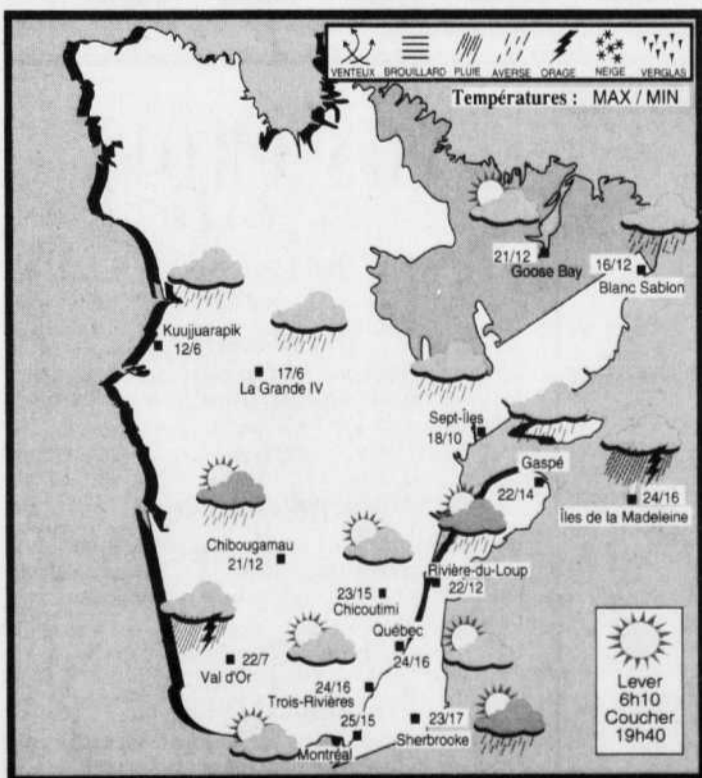 VENTEUX BROUILLARD PLUIE AVERSE ORAGE NEIGE VERGLAS
Températures : MAX / MIN
21/12
Goose Bay
16/12
Blanc Sablon
Kuujjuarapik
12/6
17/6
La Grande IV
Sept-Îles
18/10
Gaspé
22/14
24/16
Îles de la Madeleine
Chibougamau
21/12
Rivière-du-Loup
22/12
23/15
Chicoutimi
Québec
24/16
22/7
Val d'Or
24/16
Trois-Rivières
25/15
Montréal
23/17
Sherbrooke
Lever
6h10
Coucher
19h40